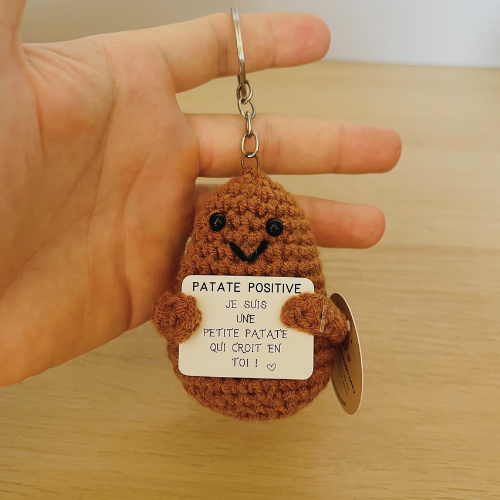 PATATE POSITIVE
JE SUIS
UNE
PETITE PATATE
QUI CROIT EN
TOI ! ♡